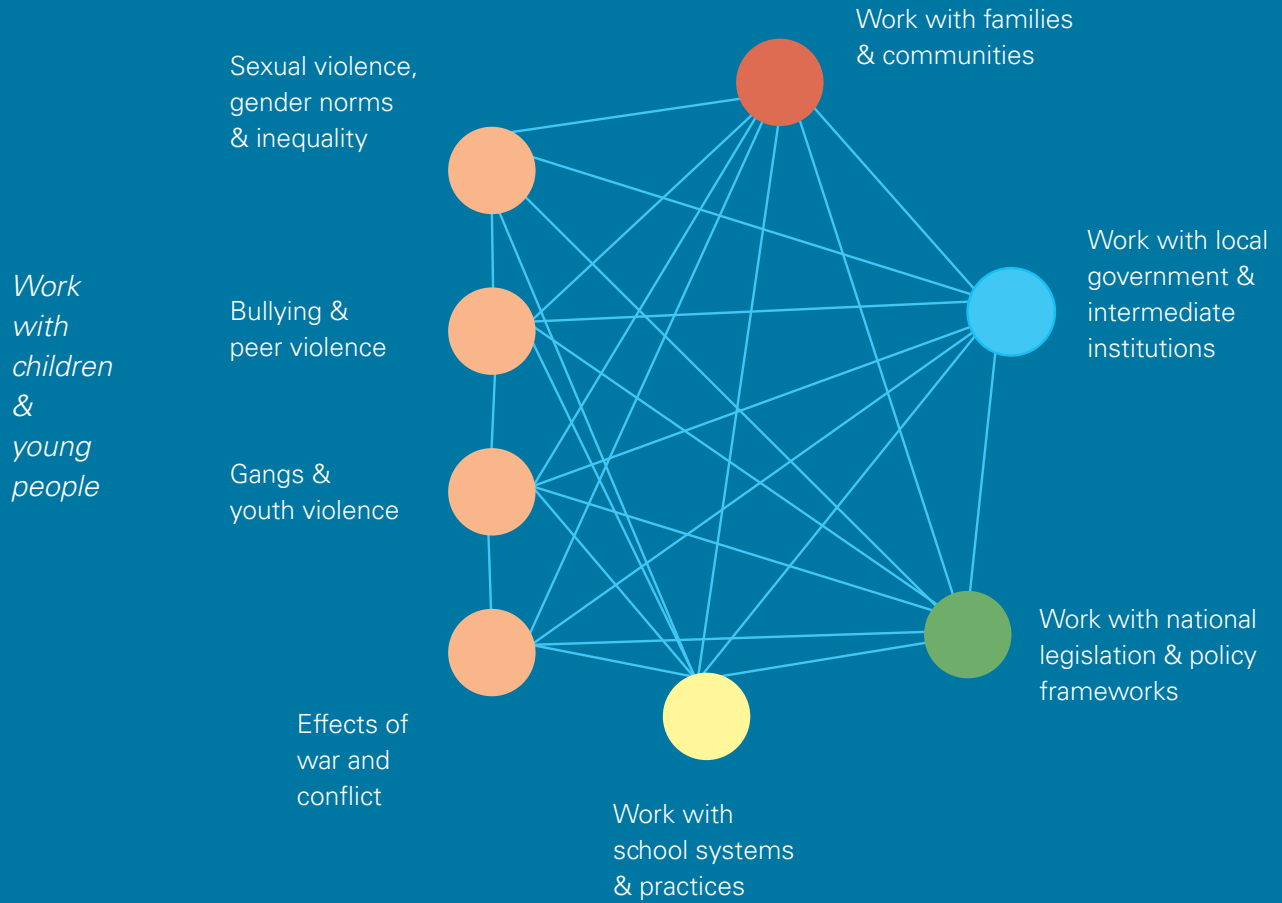 Work with families
& communities
Sexual violence,
gender norms
& inequality
Work with local
government &
intermediate
institutions
Work
with
children
&
young
people
Bullying &
peer violence
Gangs &
youth violence
Work with national
legislation & policy
frameworks
Effects of
war and
conflict
Work with
school systems
& practices